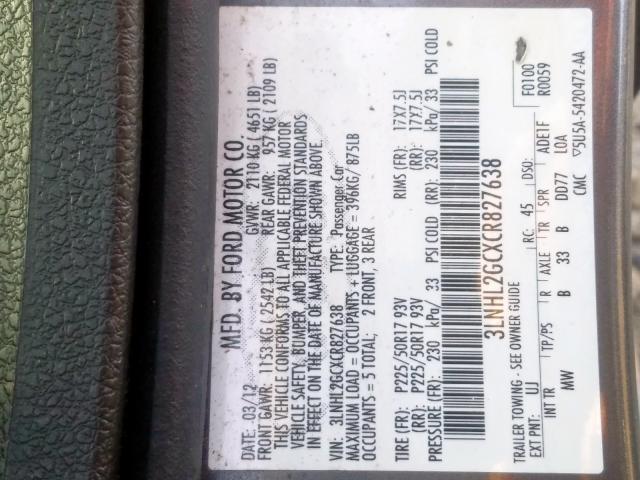 MFD. BY FORD MOTOR CO.
DATE: 03/12 GVWR: 2110 KG ( 4651 LB)
FRONT GAWR: 1153 KG ( 2542 LB) REAR GAWR: 957 KG ( 2109 LB)
THIS VEHICLE CONFORMS TO ALL APPLICABLE FEDERAL MOTOR
VEHICLE SAFETY, BUMPER, AND THEFT PREVENTION STANDARDS
IN EFFECT ON THE DATE OF MANUFACTURE SHOWN ABOVE.
VIN: 3LNHL2GCXCR827638 TYPE: Passenger Car
MAXIMUM LOAD = OCCUPANTS + LUGGAGE = 396KG/ 875LB
OCCUPANTS = 5 TOTAL; 2 FRONT, 3 REAR
TIRE (FR): P225/50R17 93V RIMS (FR): 17X7.5J
(RR): P225/50R17 93V (RR): 17X7.5J
PRESSURE (FR): 230 kPa/ 33 PSI COLD (RR): 230 kPa/ 33 PSI COLD
3LNHL2GCXCR827638
TRAILER TOWING - SEE OWNER GUIDE F0100
EXT PNT: UJ RC: 45 DSO: R0059
INT TR TP/PS R AXLE TR SPR ADE1F
MW B 33 B DD77 LOA
CMC ▽5U5A-5420472-AA